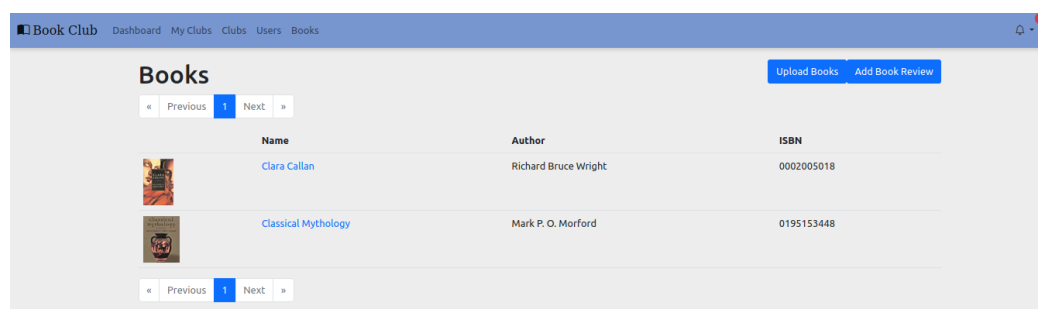 Book Club Dashboard My Clubs Clubs Users Books
Books
Upload Books Add Book Review
« Previous 1 Next »
Name Author ISBN
Clara Callan Richard Bruce Wright 0002005018
Classical Mythology Mark P. O. Morford 0195153448
« Previous 1 Next »